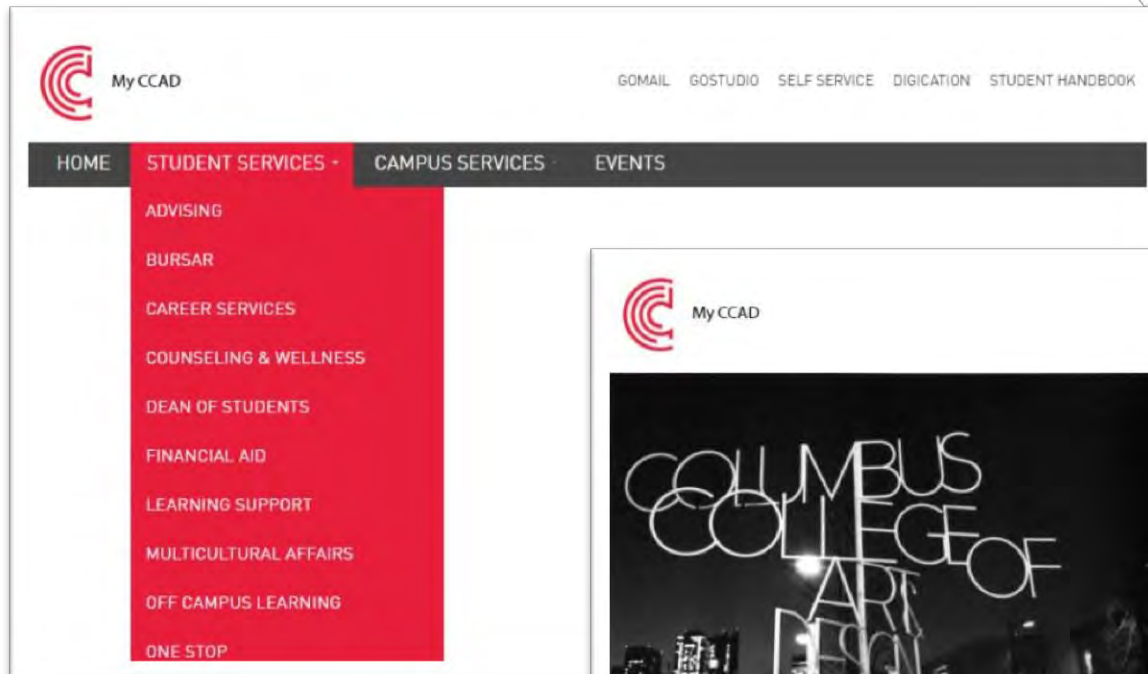 My CCAD
GOMAIL GOSTUDIO SELF SERVICE DIGICATION STUDENT HANDBOOK
HOME STUDENT SERVICES CAMPUS SERVICES EVENTS
ADVISING
BURSAR
CAREER SERVICES
COUNSELING & WELLNESS
DEAN OF STUDENTS
FINANCIAL AID
LEARNING SUPPORT
MULTICULTURAL AFFAIRS
OFF CAMPUS LEARNING
ONE STOP
My CCAD
COLUMBUS
COLLEGE OF
ART
DESIGN